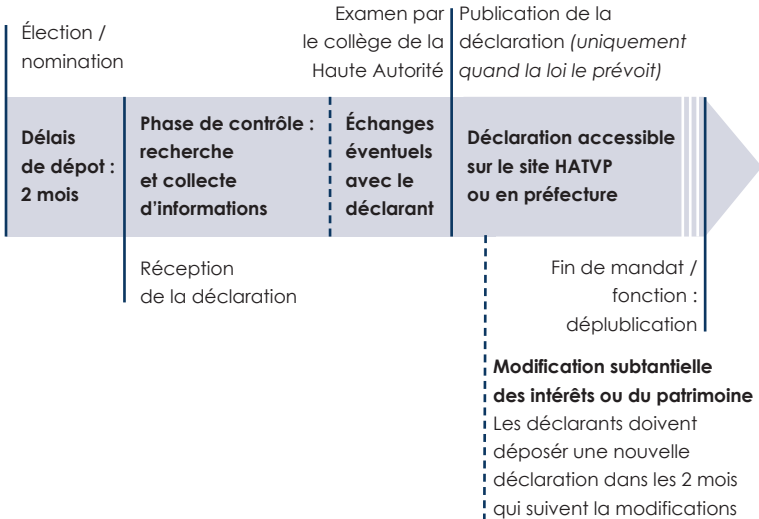 Élection /
nomination
Examen par
le collège de la
Haute Autorité
Publication de la
déclaration (uniquement
quand la loi le prévoit)
Délais
de dépot :
2 mois
Phase de contrôle :
recherche
et collecte
d'informations
Échanges
éventuels
avec le
déclarant
Déclaration accessible
sur le site HATVP
ou en préfecture
Réception
de la déclaration
Fin de mandat /
fonction :
déplublication
Modification subtantielle
des intérêts ou du patrimoine
Les déclarants doivent
déposér une nouvelle
déclaration dans les 2 mois
qui suivent la modifications